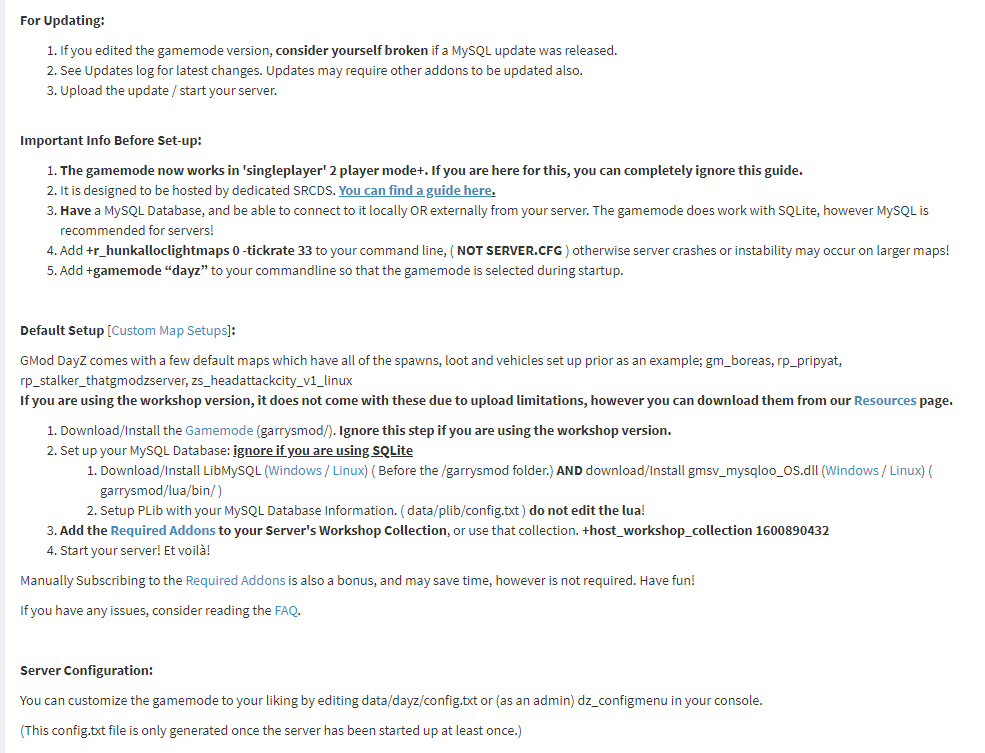 For Updating:
1. If you edited the gamemode version, consider yourself broken if a MySQL update was released.
2. See Updates log for latest changes. Updates may require other addons to be updated also.
3. Upload the update / start your server.
Important Info Before Set-up:
1. The gamemode now works in 'singleplayer' 2 player mode+. If you are here for this, you can completely ignore this guide.
2. It is designed to be hosted by dedicated SRCDS. You can find a guide here.
3. Have a MySQL Database, and be able to connect to it locally OR externally from your server. The gamemode does work with SQLite, however MySQL is
recommended for servers!
4. Add +r_hunkalloclightmaps 0 -tickrate 33 to your command line, ( NOT SERVER.CFG ) otherwise server crashes or instability may occur on larger maps!
5. Add +gamemode “dayz” to your commandline so that the gamemode is selected during startup.
Default Setup [Custom Map Setups]:
GMod DayZ comes with a few default maps which have all of the spawns, loot and vehicles set up prior as an example; gm_boreas, rp_pripyat,
rp_stalker_thatgmodzserver, zs_headattackcity_v1_linux
If you are using the workshop version, it does not come with these due to upload limitations, however you can download them from our Resources page.
1. Download/Install the Gamemode (garrysmod/). Ignore this step if you are using the workshop version.
2. Set up your MySQL Database: ignore if you are using SQLite
1. Download/Install LibMySQL (Windows / Linux) ( Before the /garrysmod folder.) AND download/Install gmsv_mysqloo_OS.dll (Windows / Linux) (
garrysmod/lua/bin/ )
2. Setup PLib with your MySQL Database Information. ( data/plib/config.txt ) do not edit the lua!
3. Add the Required Addons to your Server's Workshop Collection, or use that collection. +host_workshop_collection 1600890432
4. Start your server! Et voilà!
Manually Subscribing to the Required Addons is also a bonus, and may save time, however is not required. Have fun!
If you have any issues, consider reading the FAQ.
Server Configuration:
You can customize the gamemode to your liking by editing data/dayz/config.txt or (as an admin) dz_configmenu in your console.
(This config.txt file is only generated once the server has been started up at least once.)